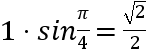 1 · sin π/4 = √2/2